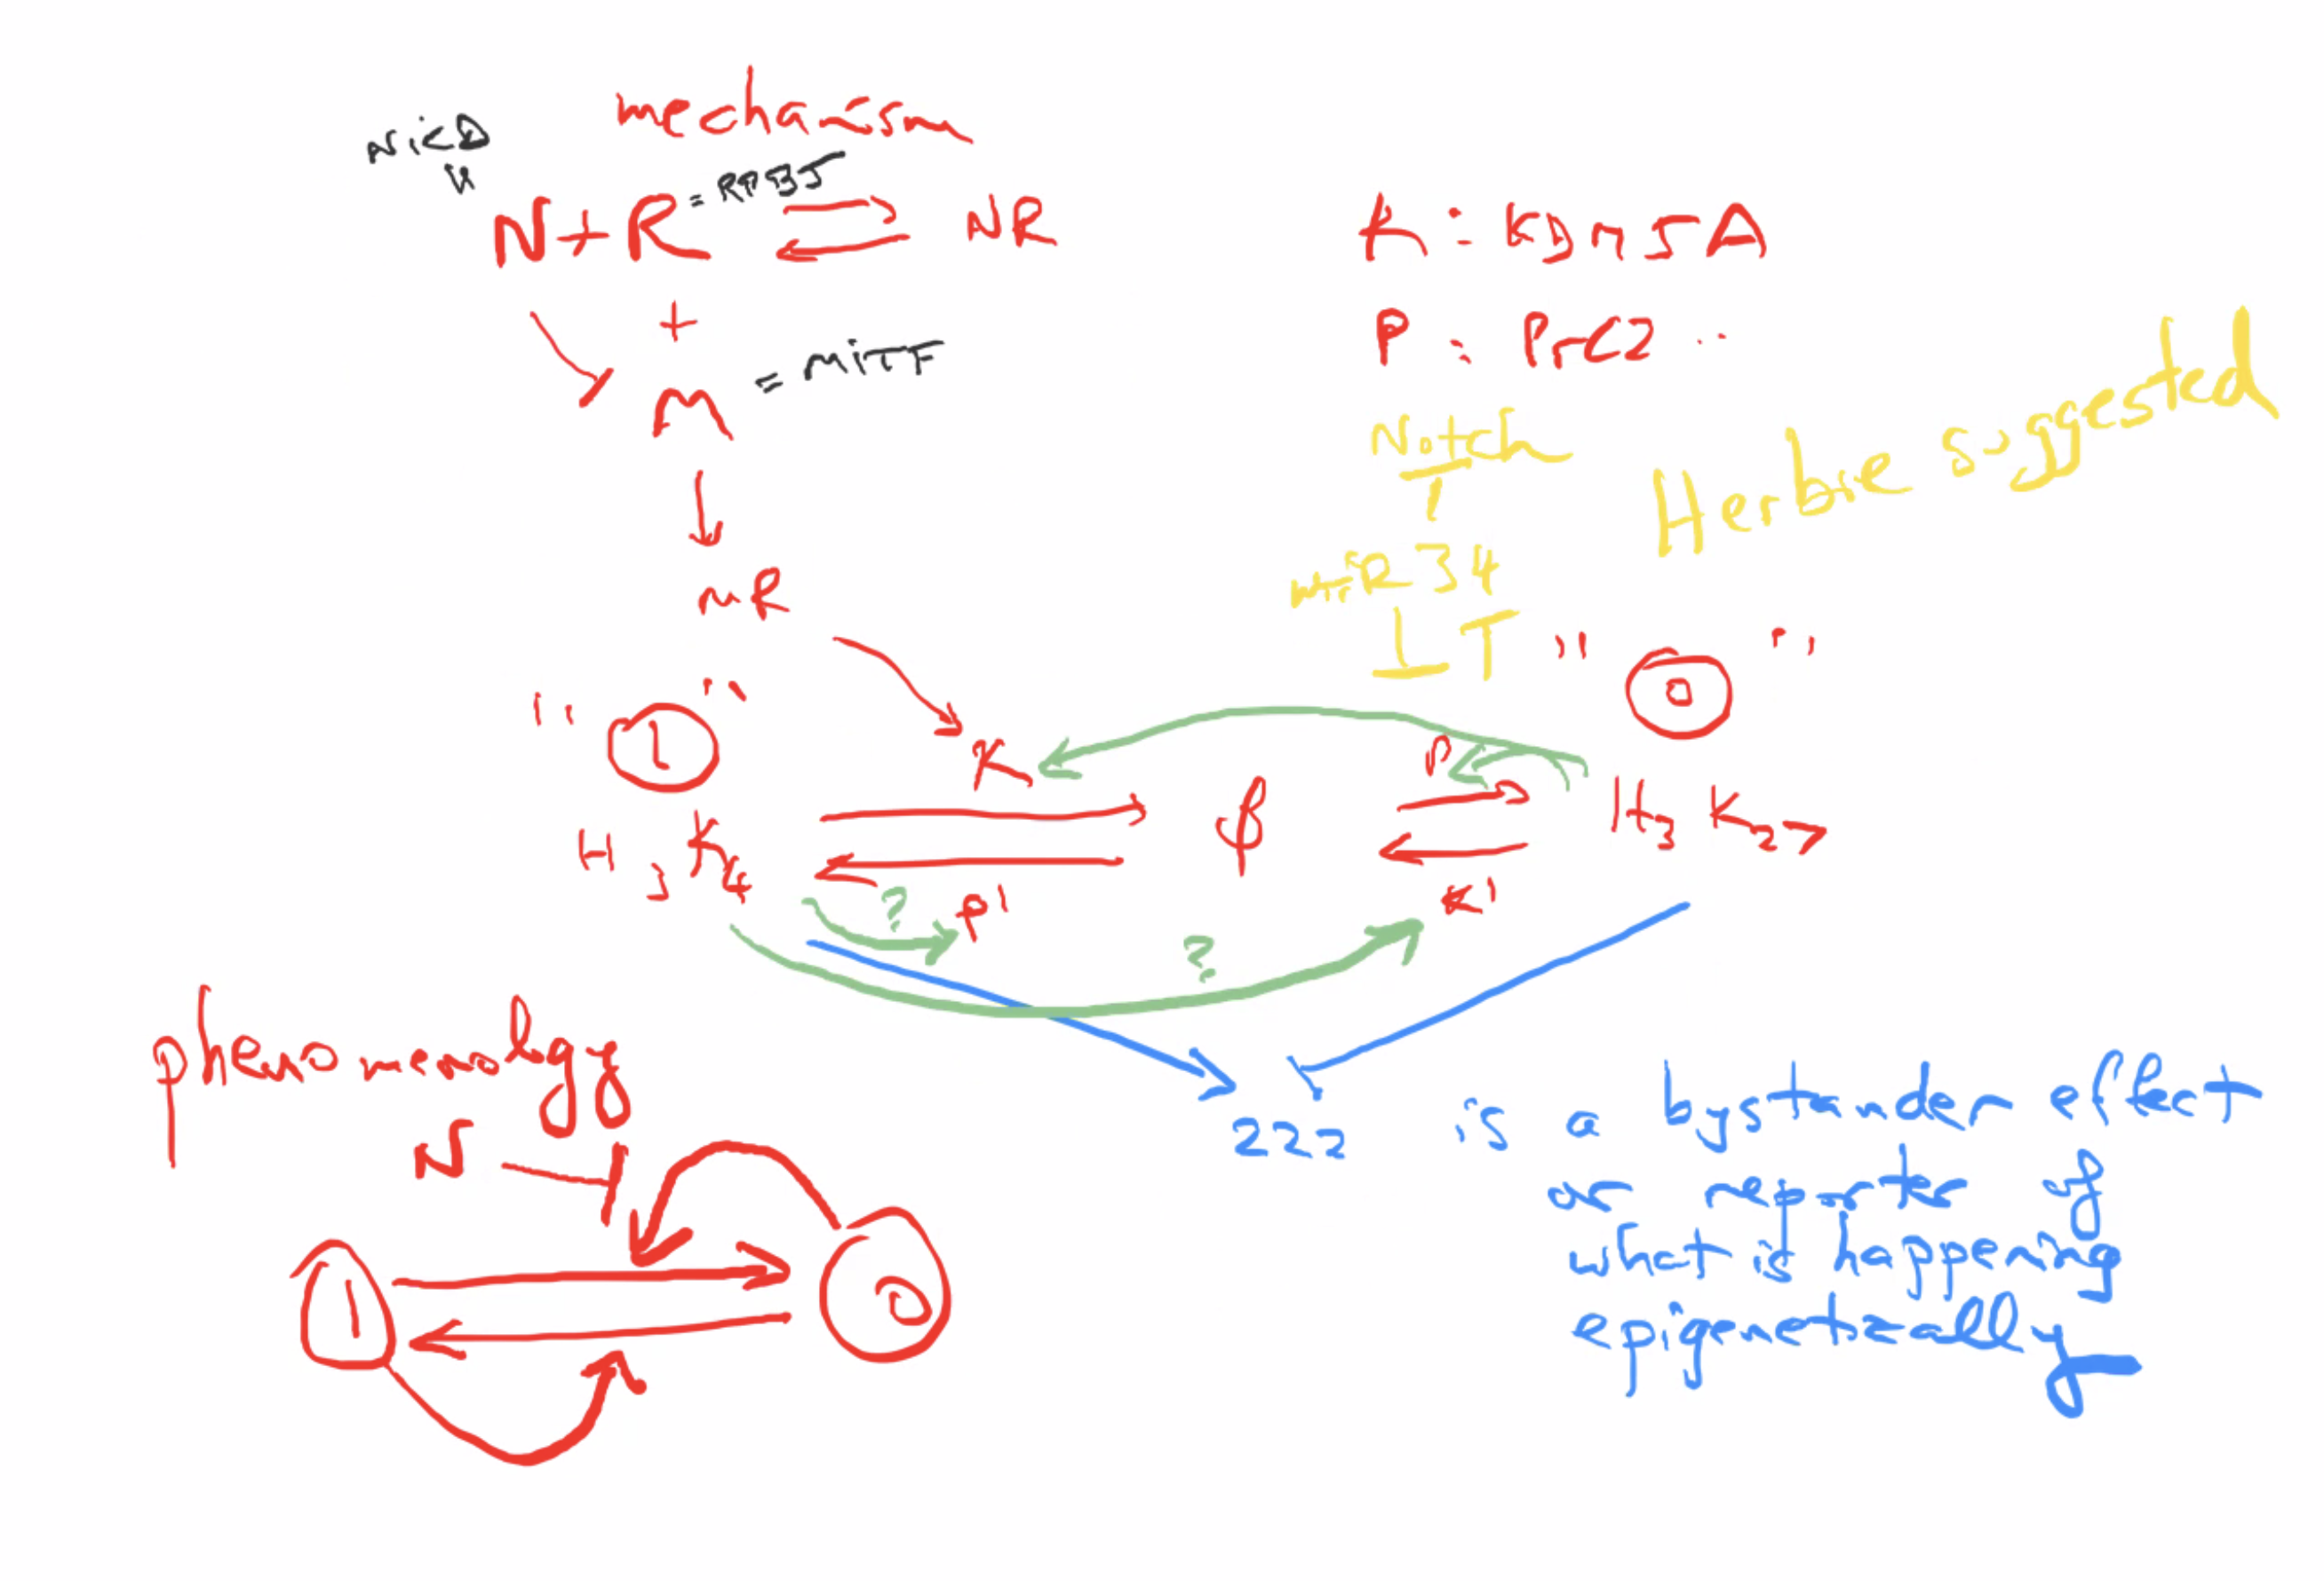 mechanism
NICD
"
N + R = RPBJ ⇌ NR
+
M = MITF
MR
K : KDM5A
P : PrC2 ..
Notch
miR 34
Herbie suggested
"1"
"0"
K
P
H3K4 ⇌ ϕ ⇌ H3K27
? P' K'
?
phenomenology
N
222 is a bystander effect
or reporter of
what is happening
epigenetically
1 ⇌ 0